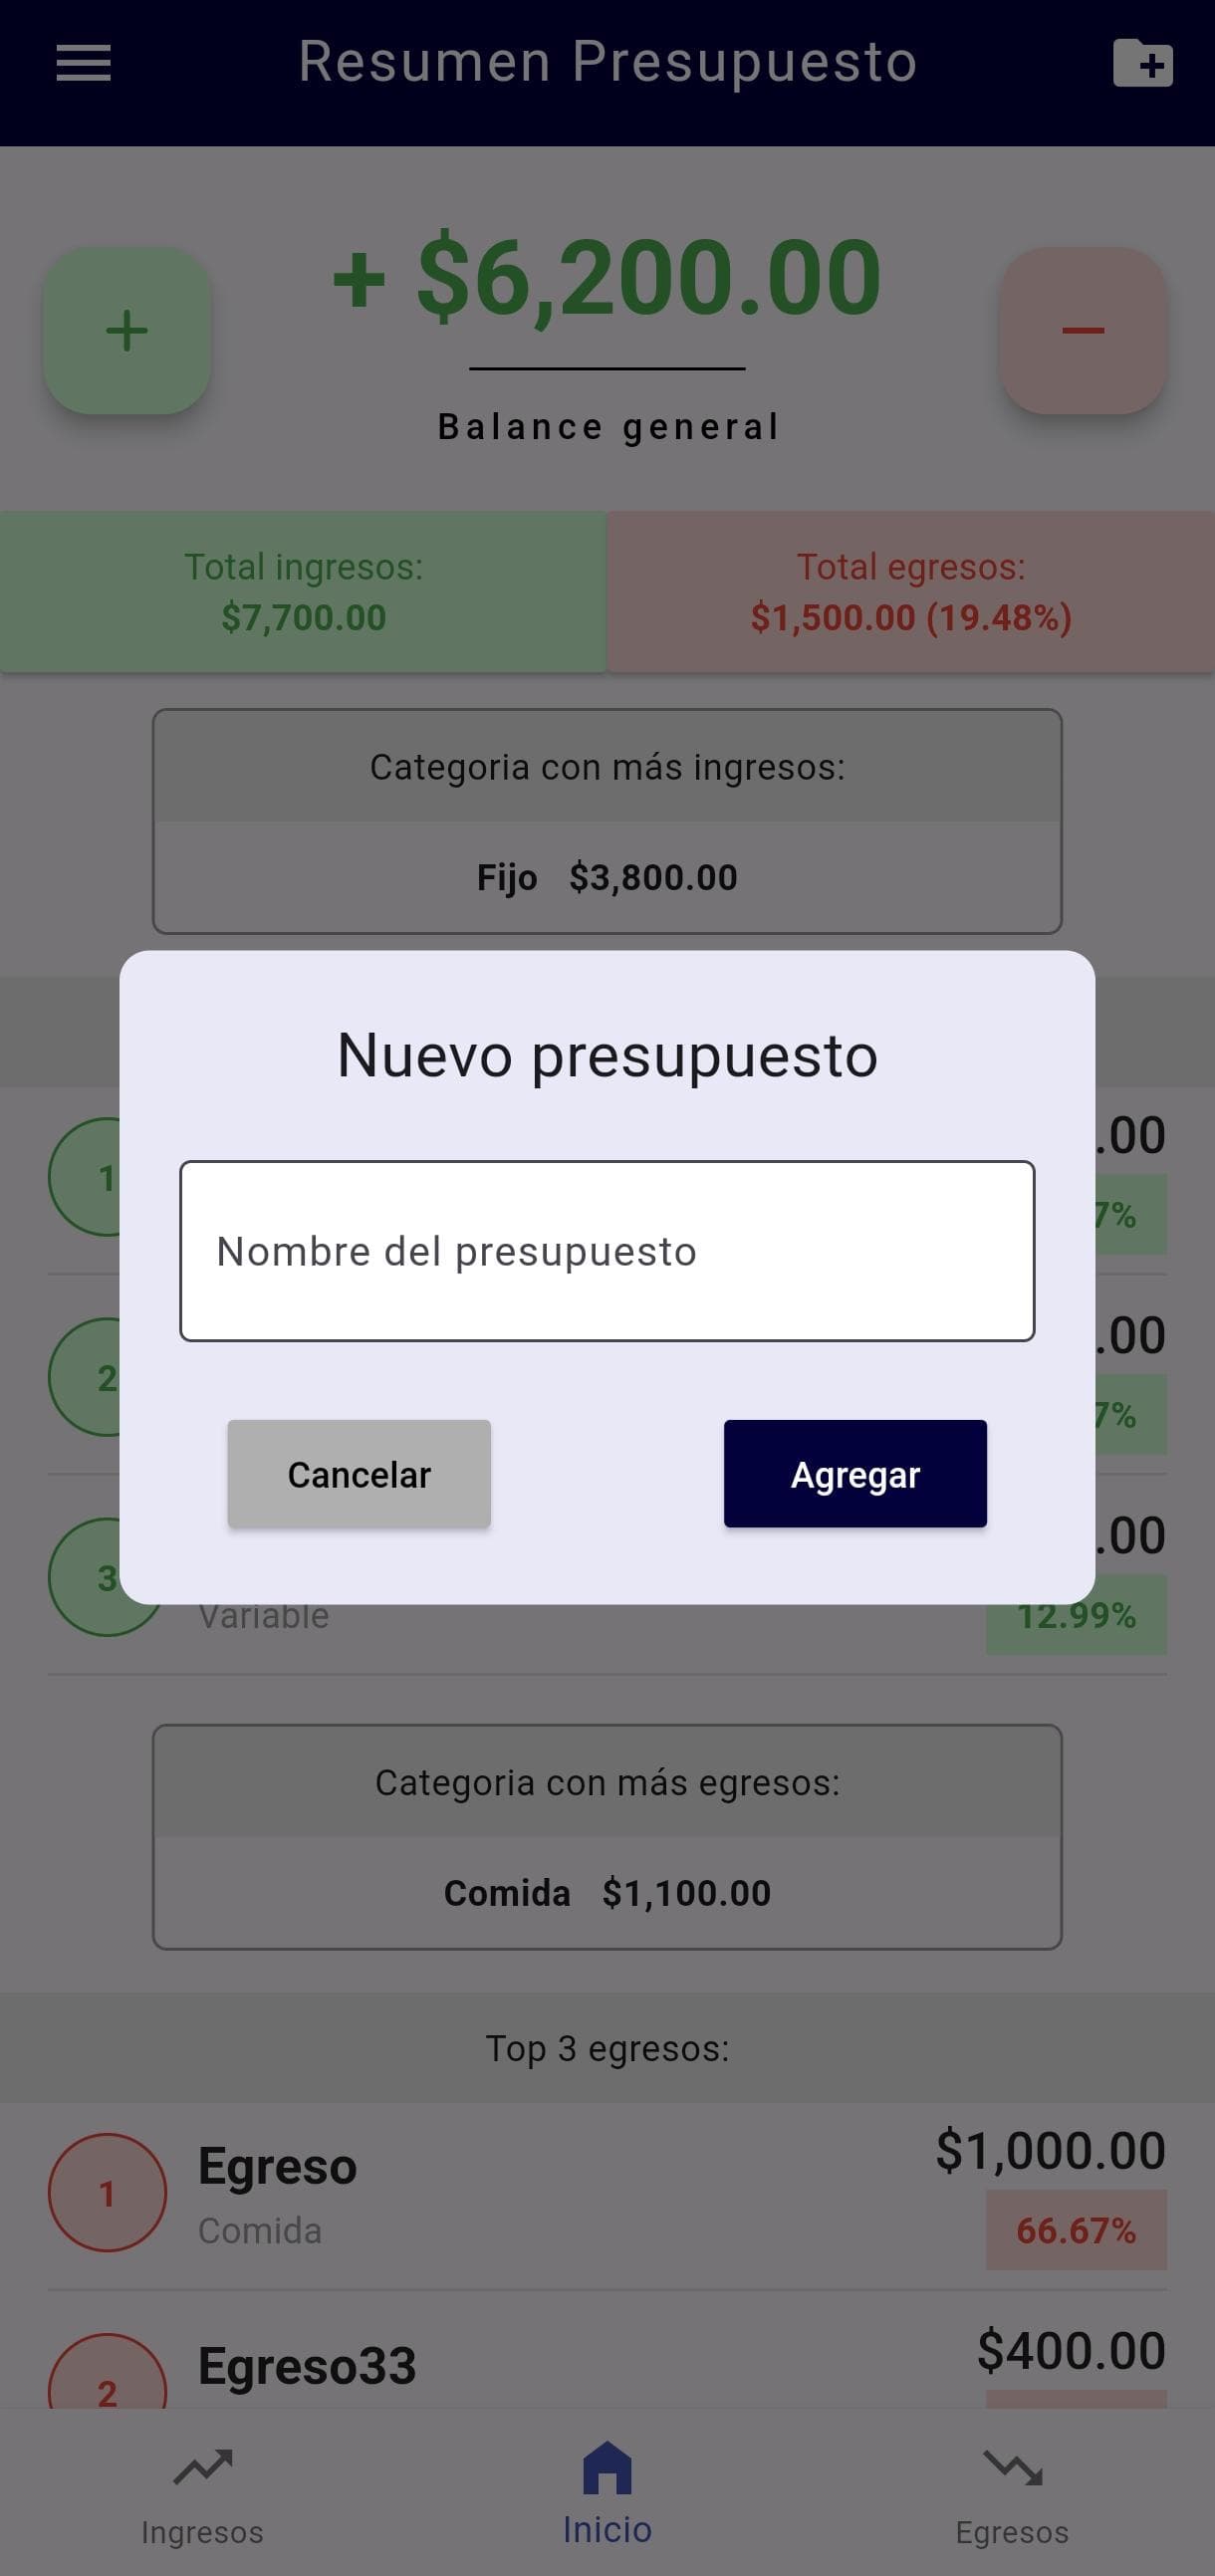 Resumen Presupuesto
+ $6,200.00
Balance general
Total ingresos:
$7,700.00
Total egresos:
$1,500.00 (19.48%)
Categoria con más ingresos:
Fijo $3,800.00
Nuevo presupuesto
Nombre del presupuesto
Cancelar
Agregar
1
.00
7%
2
.00
7%
3
.00
Variable
12.99%
Categoria con más egresos:
Comida $1,100.00
Top 3 egresos:
1
Egreso
$1,000.00
Comida
66.67%
2
Egreso33
$400.00
Ingresos
Inicio
Egresos